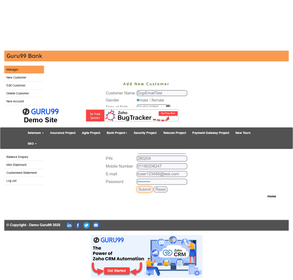 Guru99 Bank
Manager
New Customer
Edit Customer
Delete Customer
New Account
Add New Customer
Customer Name
Gender
male female
GURU99
Demo Site
Zoho
BugTracker
Selenium Insurance Project Agile Project Bank Project Security Project Telecom Project Payment Gateway Project New Tours
SEO
Balance Enquiry
Mini Statement
Customised Statement
Log out
PIN
Mobile Number
E-mail
Password
Submit Reset
Home
© Copyright - Demo Guru99 2025
GURU99
The
Power of
Zoho CRM Automation
Get Started
CRM